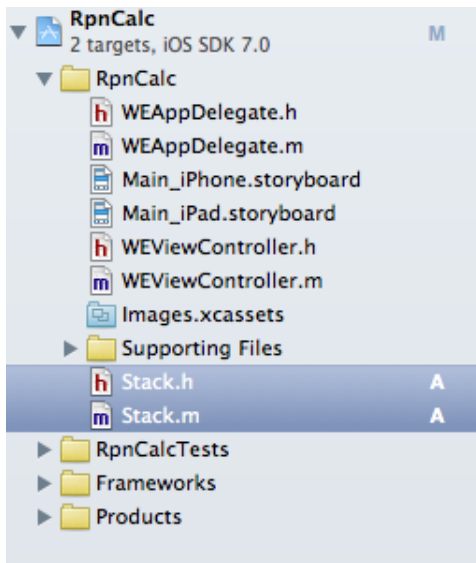 RpnCalc
2 targets, iOS SDK 7.0 M
RpnCalc
h WEAppDelegate.h
m WEAppDelegate.m
Main_iPhone.storyboard
Main_iPad.storyboard
h WEViewController.h
m WEViewController.m
Images.xcassets
Supporting Files
h Stack.h A
m Stack.m A
RpnCalcTests
Frameworks
Products